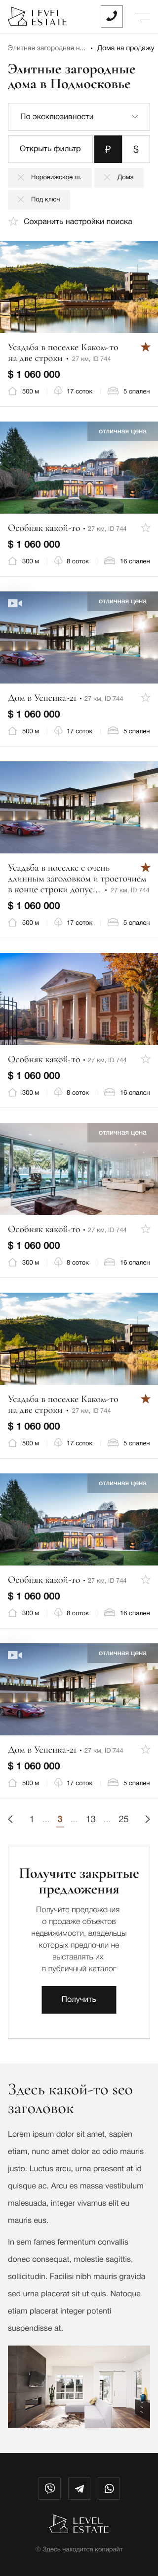 LEVEL
ESTATE
Элитная загородная н... • Дома на продажу
Элитные загородные
дома в Подмосковье
По эксклюзивности
Открыть фильтр
₽ $
Норовижское ш.
Дома
Под ключ
Сохранить настройки поиска
Усадьба в поселке Каком-то
на две строки • 27 км, ID 744
$ 1 060 000
500 м 17 соток 5 спален
отличная цена
Особняк какой-то • 27 км, ID 744
$ 1 060 000
300 м 8 соток 16 спален
отличная цена
Дом в Успенка-21 • 27 км, ID 744
$ 1 060 000
500 м 17 соток 5 спален
Усадьба в поселке с очень
длинным заголовком и троеточием
в конце строки допус... • 27 км, ID 744
$ 1 060 000
500 м 17 соток 5 спален
Особняк какой-то • 27 км, ID 744
$ 1 060 000
300 м 8 соток 16 спален
отличная цена
Особняк какой-то • 27 км, ID 744
$ 1 060 000
300 м 8 соток 16 спален
Усадьба в поселке Каком-то
на две строки • 27 км, ID 744
$ 1 060 000
500 м 17 соток 5 спален
отличная цена
Особняк какой-то • 27 км, ID 744
$ 1 060 000
300 м 8 соток 16 спален
отличная цена
Дом в Успенка-21 • 27 км, ID 744
$ 1 060 000
500 м 17 соток 5 спален
1 ... 3 ... 13 ... 25
Получите закрытые
предложения
Получите предложения
о продаже объектов
недвижимости, владельцы
которых предпочли не
выставлять их
в публичный каталог
Получить
Здесь какой-то seo
заголовок
Lorem ipsum dolor sit amet, sapien
etiam, nunc amet dolor ac odio mauris
justo. Luctus arcu, urna praesent at id
quisque ac. Arcu es massa vestibulum
malesuada, integer vivamus elit eu
mauris eus.
In sem fames fermentum convallis
donec consequat, molestie sagittis,
sollicitudin. Facilisi nibh mauris gravida
sed urna placerat sit ut quis. Natoque
etiam placerat integer potenti
suspendisse at.
LEVEL
ESTATE
© Здесь находится копирайт